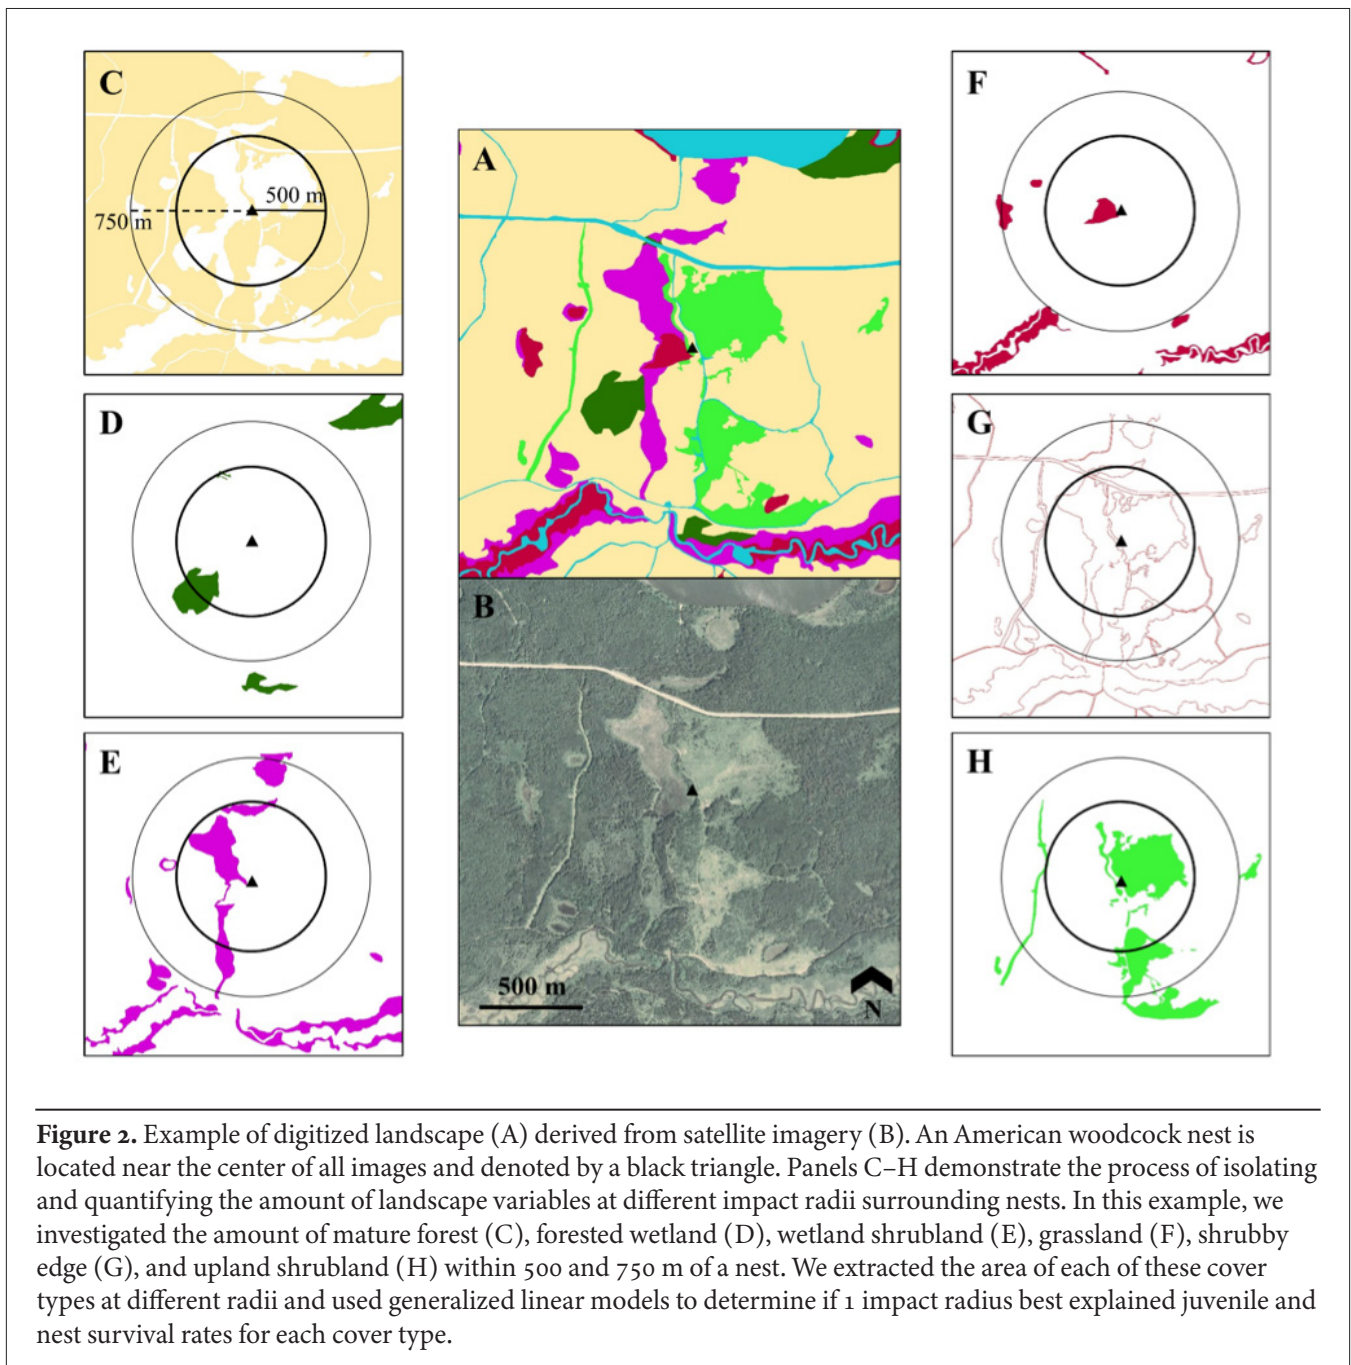 C
500 m
750 m
D
E
A
B
500 m
N
F
G
H
Figure 2. Example of digitized landscape (A) derived from satellite imagery (B). An American woodcock nest is
located near the center of all images and denoted by a black triangle. Panels C–H demonstrate the process of isolating
and quantifying the amount of landscape variables at different impact radii surrounding nests. In this example, we
investigated the amount of mature forest (C), forested wetland (D), wetland shrubland (E), grassland (F), shrubby
edge (G), and upland shrubland (H) within 500 and 750 m of a nest. We extracted the area of each of these cover
types at different radii and used generalized linear models to determine if 1 impact radius best explained juvenile and
nest survival rates for each cover type.